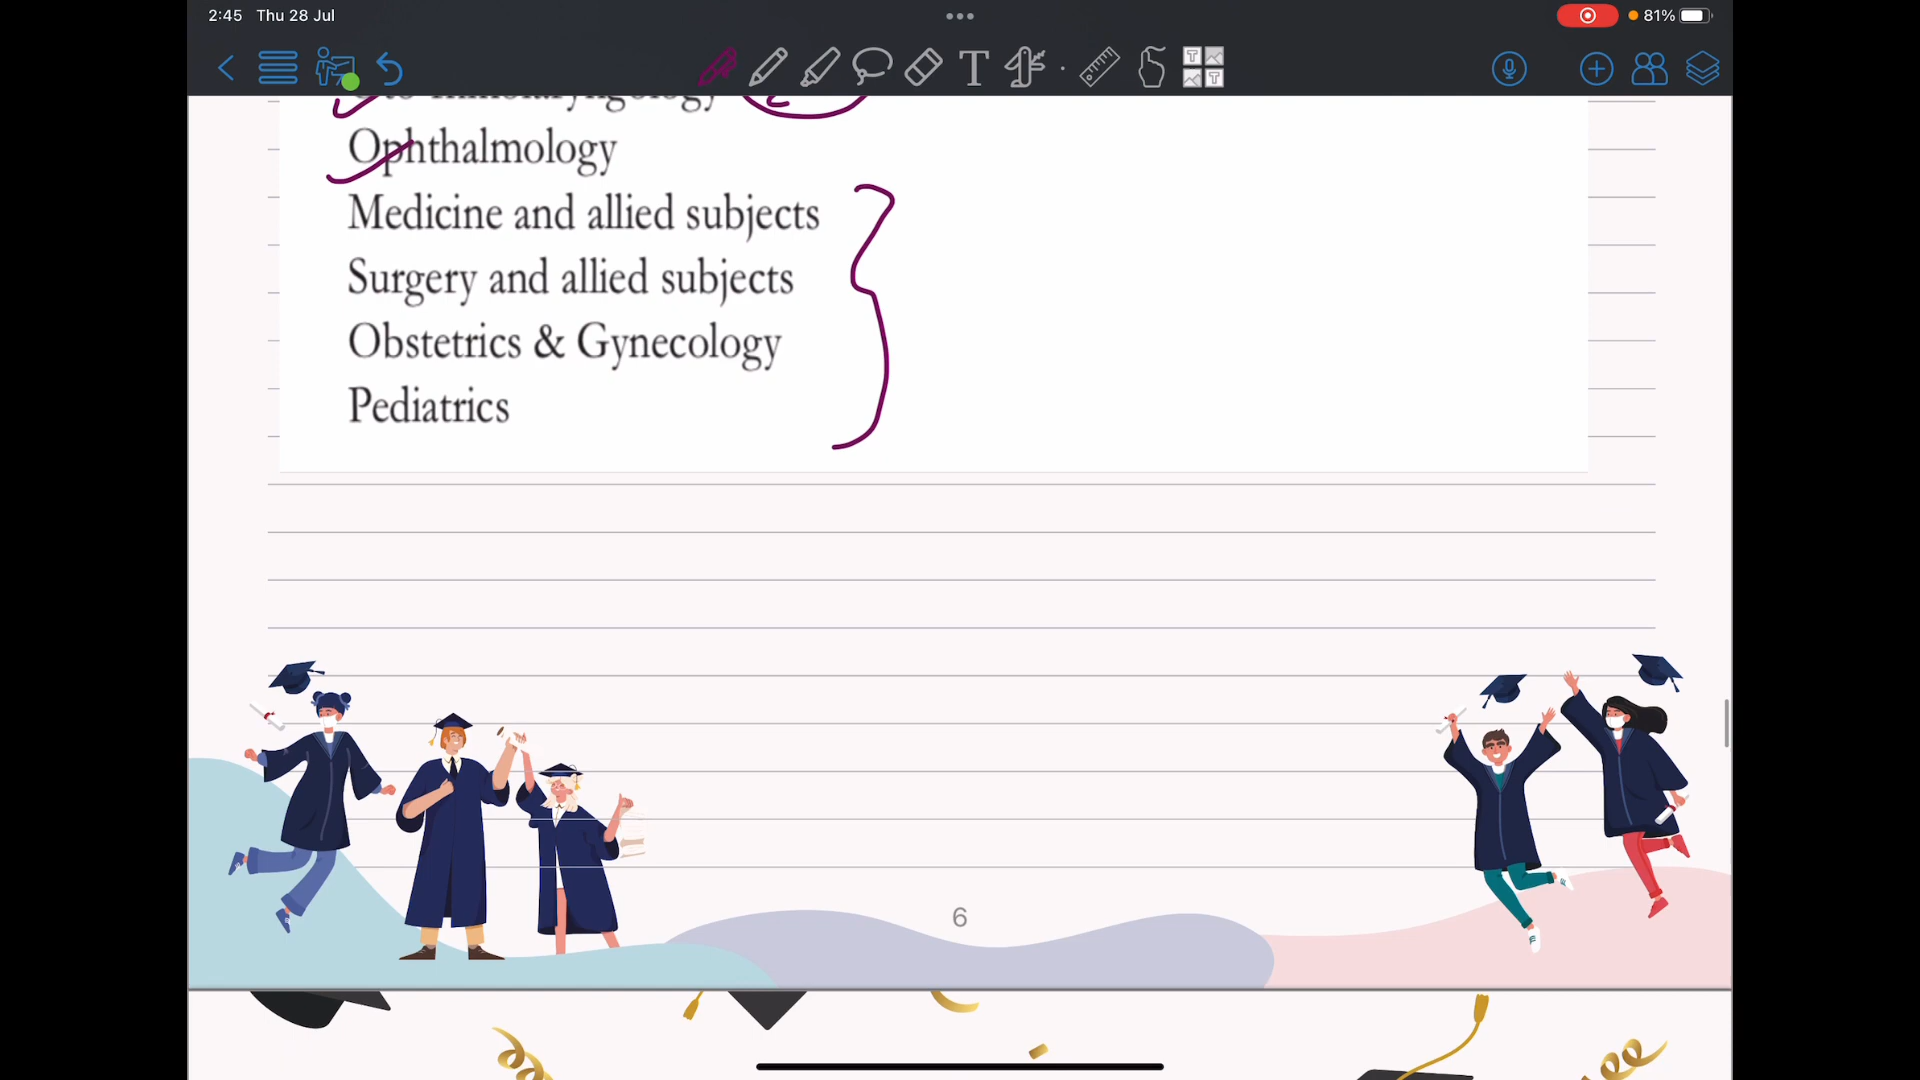 2:45 Thu 28 Jul
81%
Ophthalmology
Medicine and allied subjects
Surgery and allied subjects
Obstetrics & Gynecology
Pediatrics
6